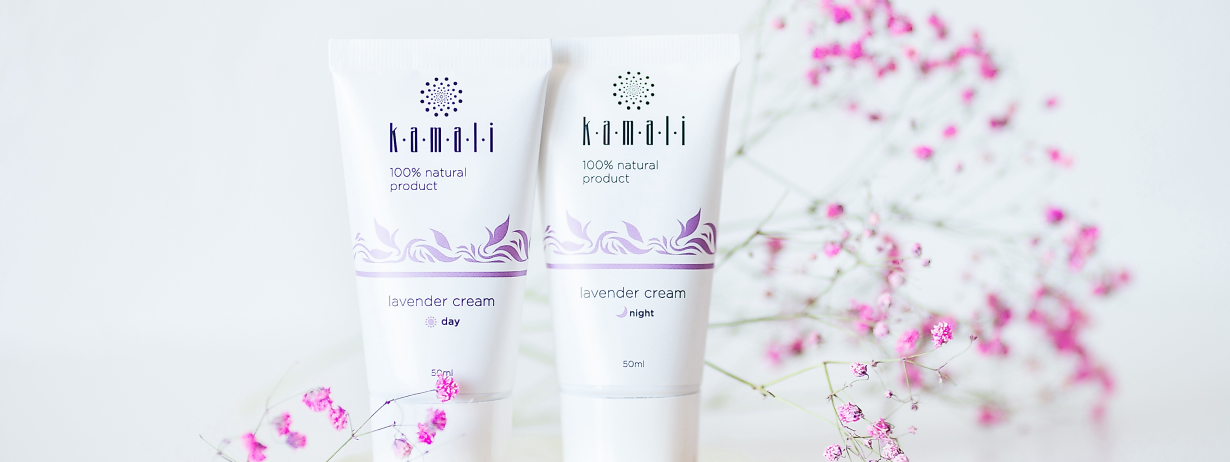 k·a·m·a·l·i
100% natural
product
lavender cream
day
50ml
k·a·m·a·l·i
100% natural
product
lavender cream
night
50ml